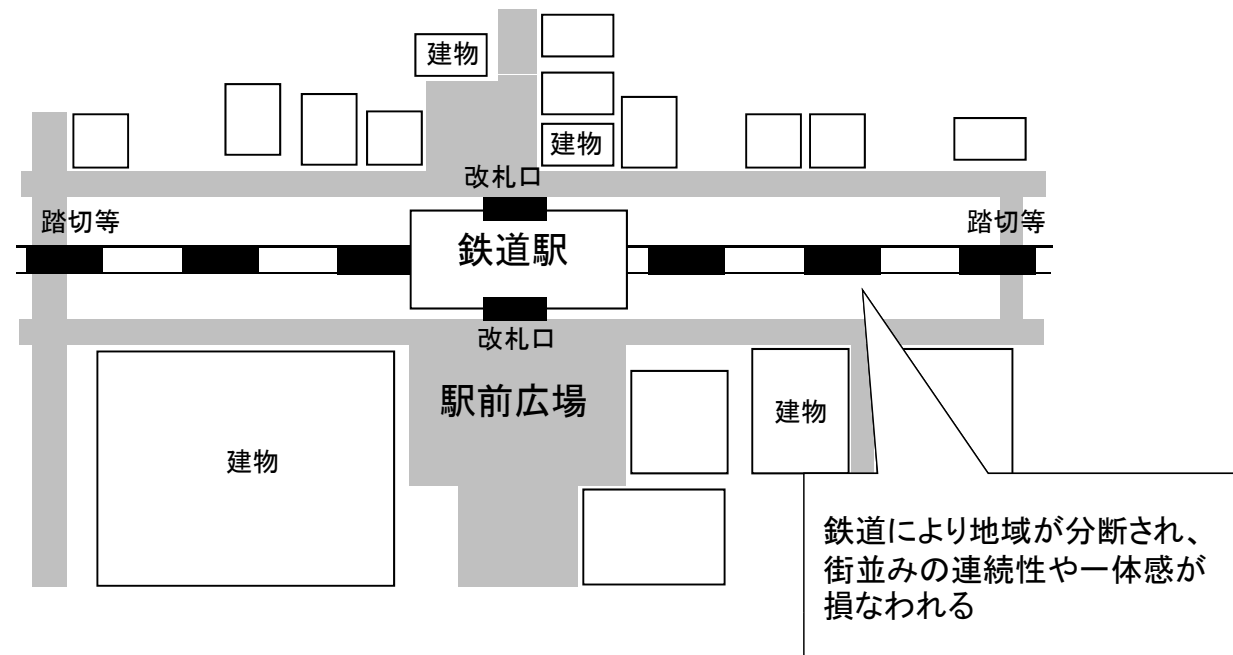 建物
建物
改札口
踏切等
踏切等
鉄道駅
改札口
駅前広場
建物
建物
鉄道により地域が分断され、
街並みの連続性や一体感が
損なわれる